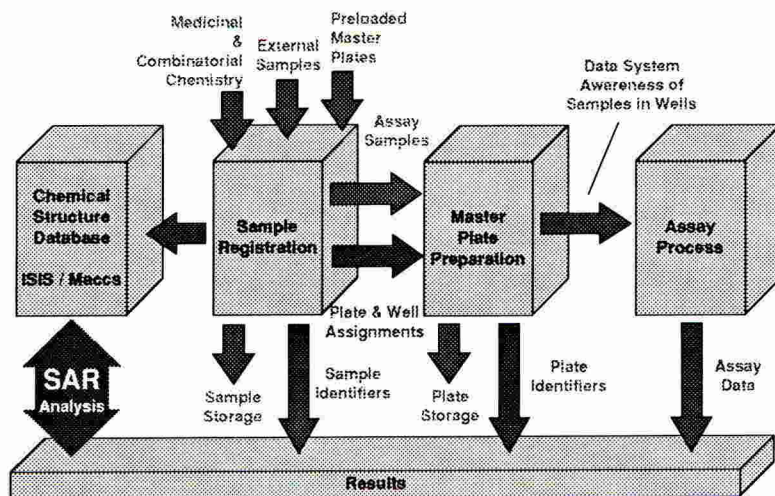 Medicinal
&
Combinatorial
Chemistry
External
Samples
Preloaded
Master
Plates
Data System
Awareness of
Samples in Wells
Assay
Samples
Chemical
Structure
Database
ISIS / Maccs
Sample
Registration
Master
Plate
Preparation
Assay
Process
Plate & Well
Assignments
SAR
Analysis
Sample
Storage
Sample
Identifiers
Plate
Storage
Plate
Identifiers
Assay
Data
Results